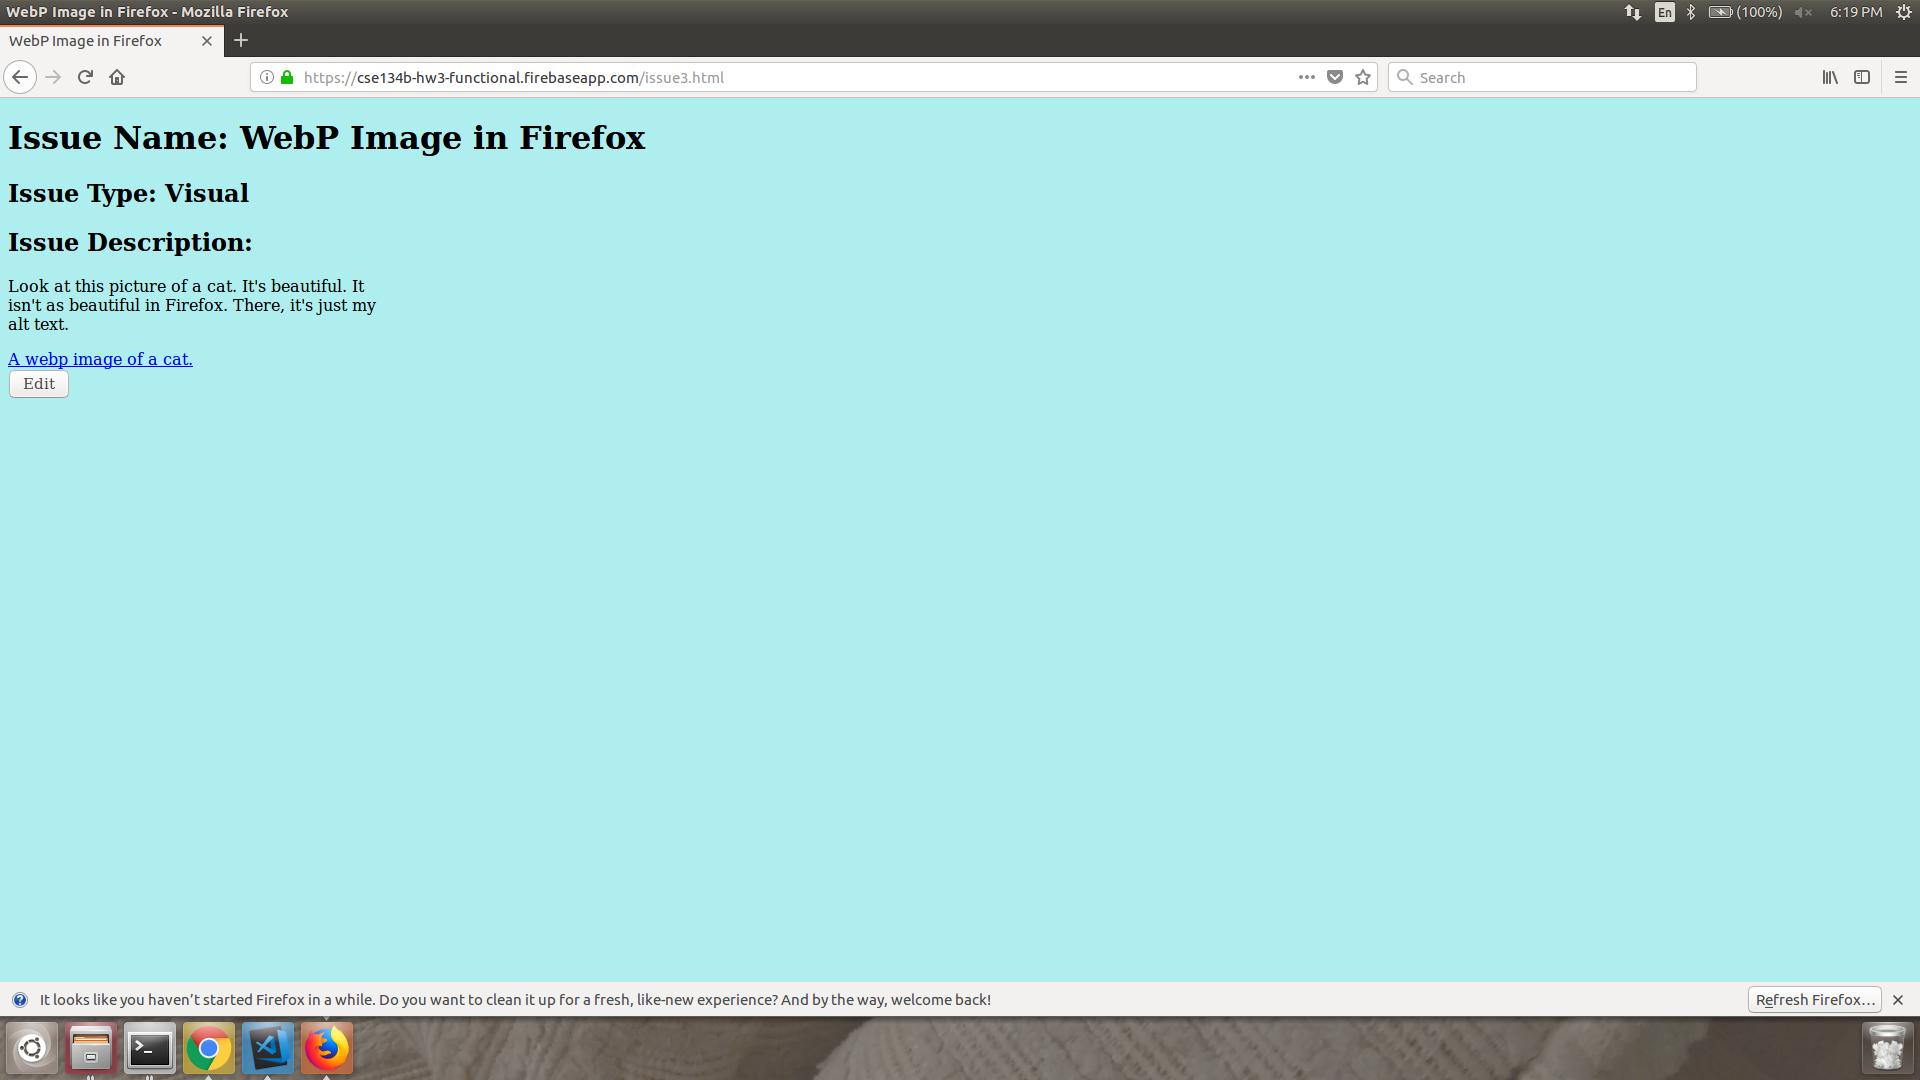 WebP Image in Firefox - Mozilla Firefox
En
(100%)
6:19 PM
WebP Image in Firefox
https://cse134b-hw3-functional.firebaseapp.com/issue3.html
Search
Issue Name: WebP Image in Firefox
Issue Type: Visual
Issue Description:
Look at this picture of a cat. It's beautiful. It
isn't as beautiful in Firefox. There, it's just my
alt text.
A webp image of a cat.
Edit
It looks like you haven’t started Firefox in a while. Do you want to clean it up for a fresh, like-new experience? And by the way, welcome back!
Refresh Firefox…